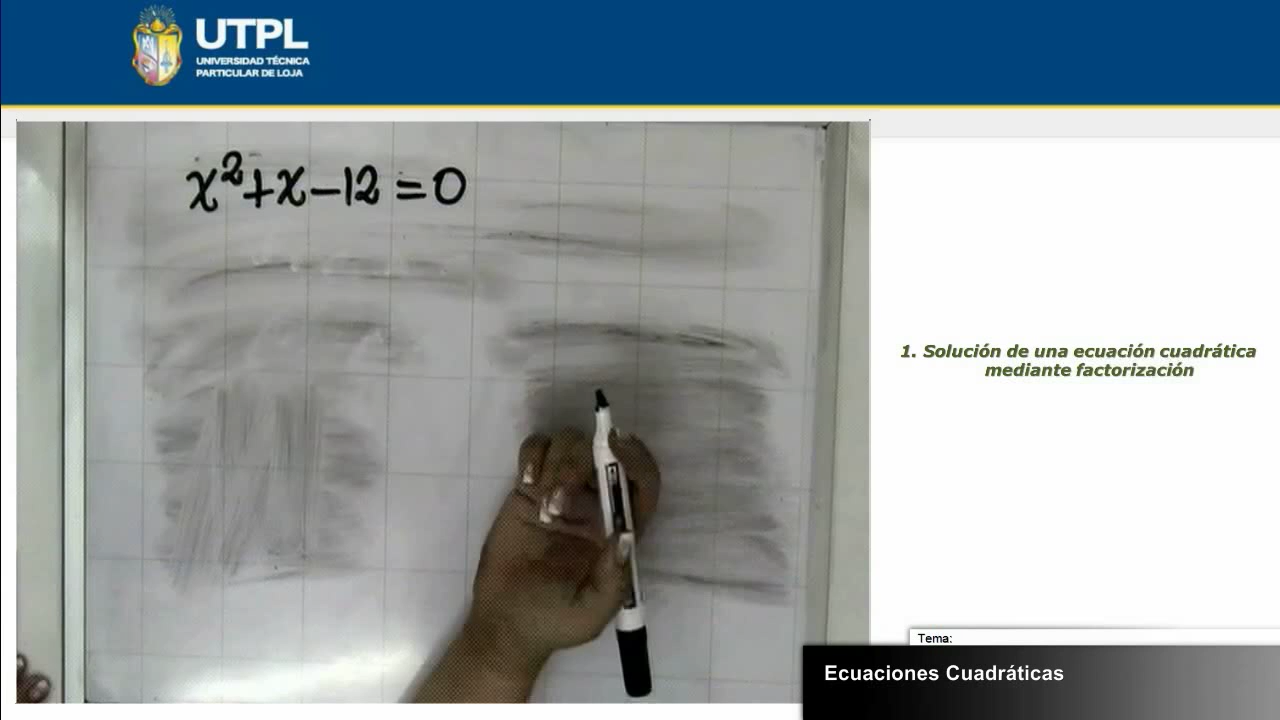 UTPL
UNIVERSIDAD TÉCNICA
PARTICULAR DE LOJA
x²+x-12=0
1. Solución de una ecuación cuadrática
mediante factorización
Tema:
Ecuaciones Cuadráticas